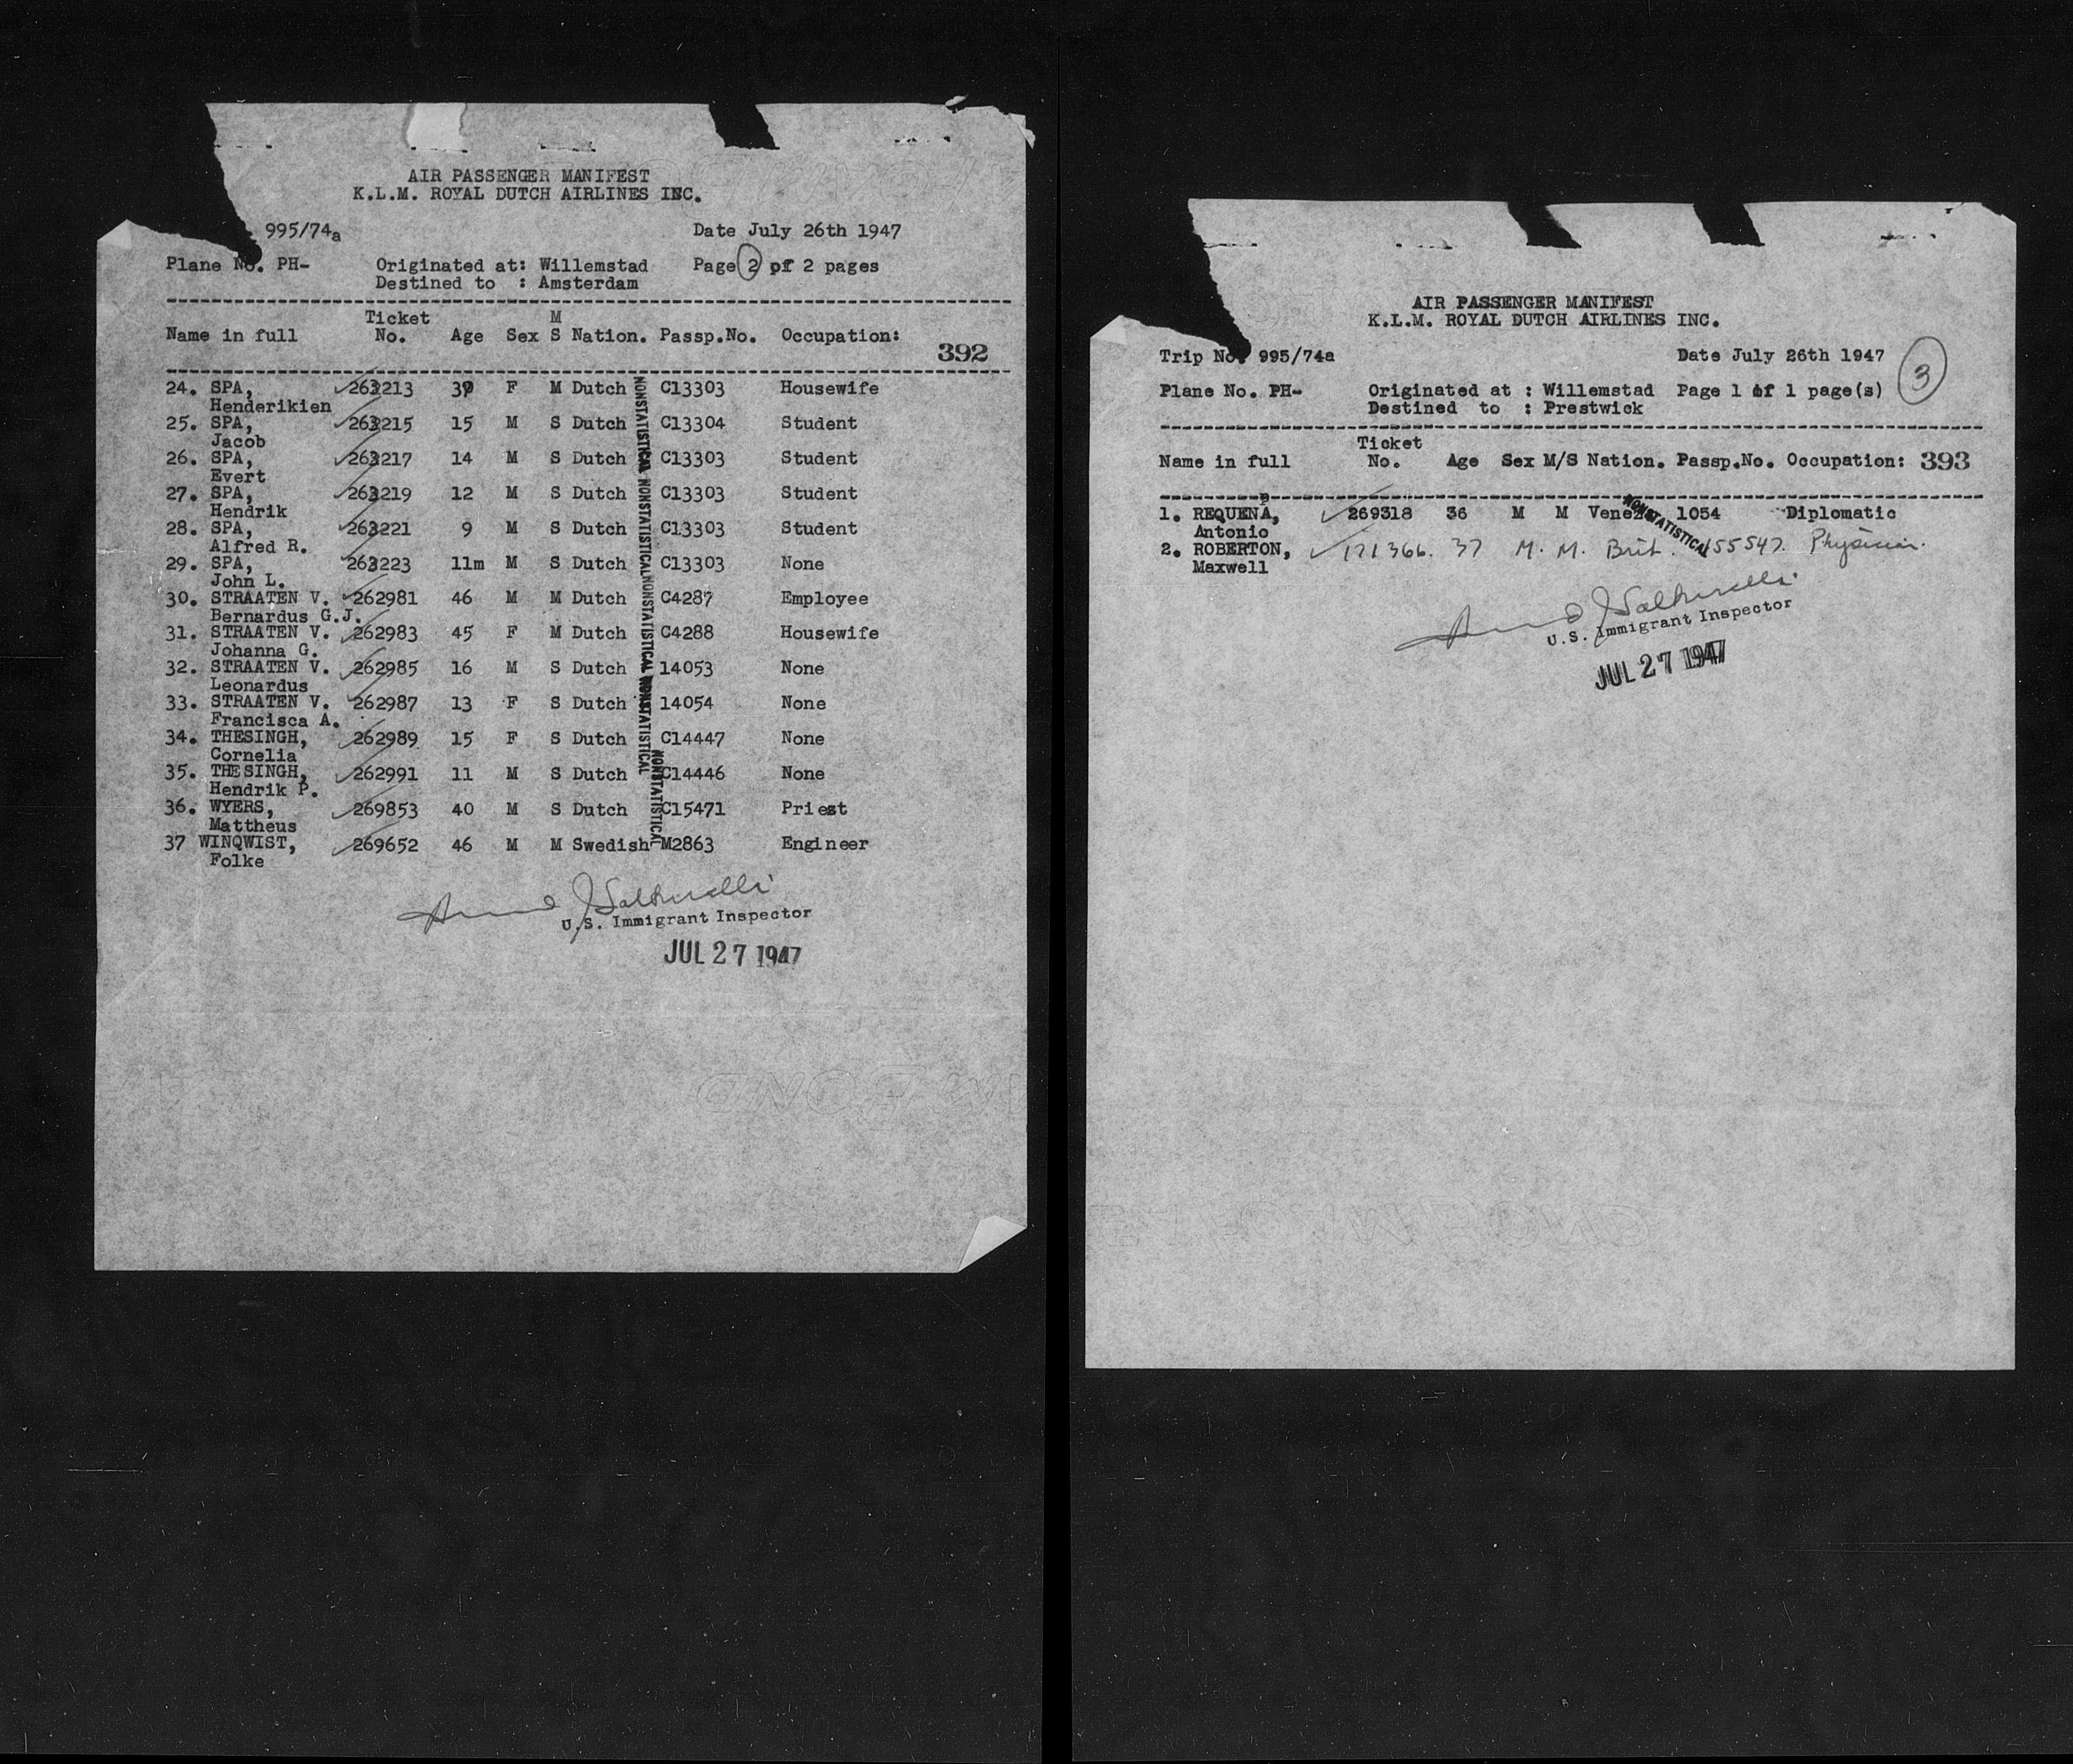 AIR PASSENGER MANIFEST
K.L.M. ROYAL DUTCH AIRLINES INC.
995/74a Date July 26th 1947
Plane No. PH- Originated at: Willemstad Page 2 of 2 pages
Destined to : Amsterdam
Ticket M
Name in full No. Age Sex S Nation. Passp.No. Occupation:
392
24. SPA, 263213 39 F M Dutch C13303 Housewife
Henderikien
25. SPA, 263215 15 M S Dutch C13304 Student
Jacob
26. SPA, 263217 14 M S Dutch C13303 Student
Evert
27. SPA, 263219 12 M S Dutch C13303 Student
Hendrik
28. SPA, 263221 9 M S Dutch C13303 Student
Alfred R.
29. SPA, 263223 11m M S Dutch C13303 None
John L.
30. STRAATEN V. 262981 46 M M Dutch C4287 Employee
Bernardus G.J.
31. STRAATEN V. 262983 45 F M Dutch C4288 Housewife
Johanna G.
32. STRAATEN V. 262985 16 M S Dutch 14053 None
Leonardus
33. STRAATEN V. 262987 13 F S Dutch 14054 None
Francisca A.
34. THESINGH, 262989 15 F S Dutch C14447 None
Cornelia
35. THESINGH, 262991 11 M S Dutch C14446 None
Hendrik P.
36. WYERS, 269853 40 M S Dutch C15471 Priest
Mattheus
37 WINQWIST, 269652 46 M M Swedish M2863 Engineer
Folke
NONSTATISTICAL NONSTATISTICAL NONSTATISTICAL NONSTATISTICAL
NONSTATISTICAL
U.S. Immigrant Inspector
JUL 27 1947
AIR PASSENGER MANIFEST
K.L.M. ROYAL DUTCH AIRLINES INC.
Trip No. 995/74a Date July 26th 1947
3
Plane No. PH- Originated at : Willemstad Page 1 of 1 page(s)
Destined to : Prestwick
Ticket
Name in full No. Age Sex M/S Nation. Passp.No. Occupation: 393
1. REQUENA, 269318 36 M M Venez. 1054 Diplomatic
Antonio
NONSTATISTICAL
2. ROBERTON, 171366. 37 M. M. Brit. 455547. Physician.
Maxwell
U.S. Immigrant Inspector
JUL 27 1947